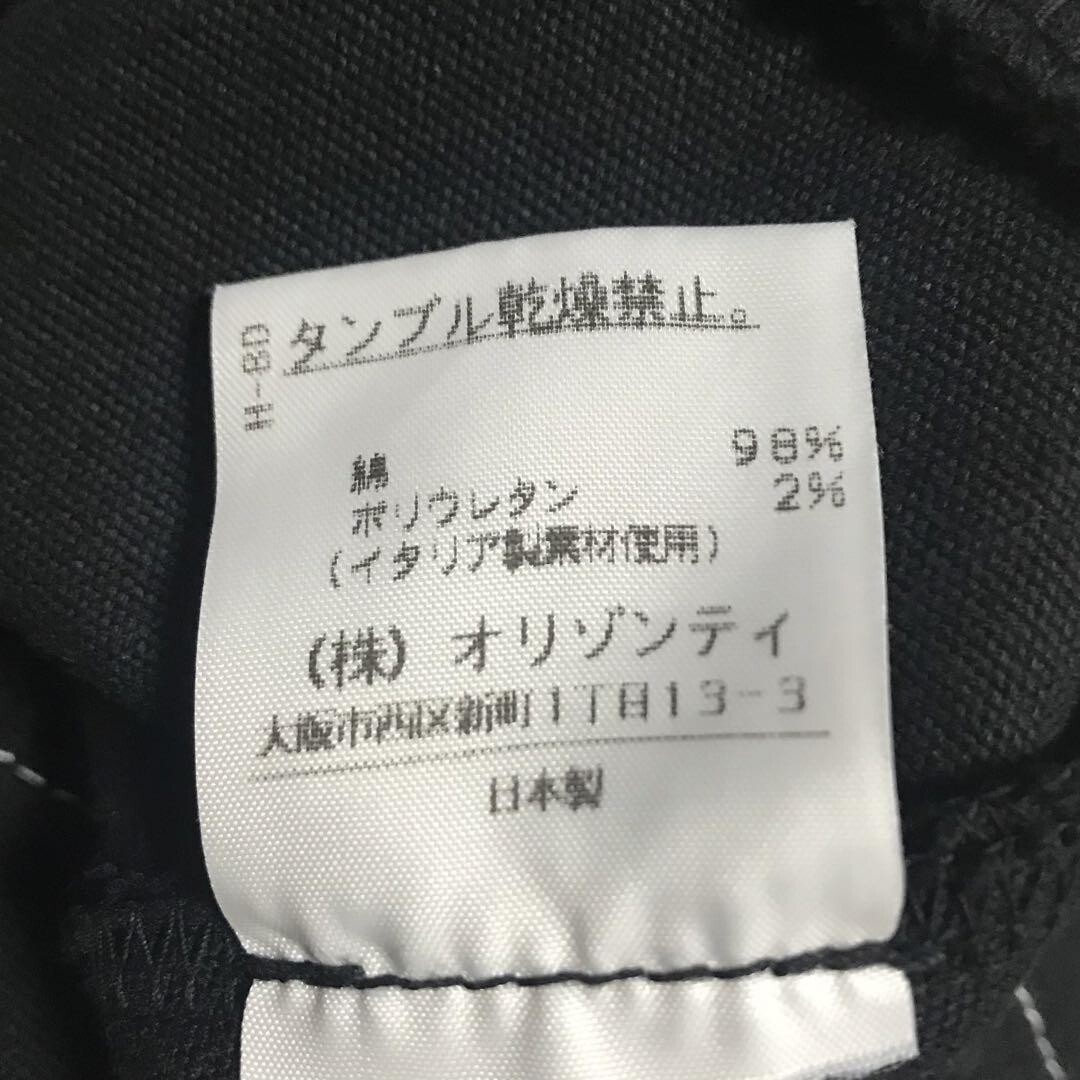 タンブル乾燥禁止。
H-BD
綿 98%
ポリウレタン 2%
(イタリア製素材使用)
(株) オリゾンティ
大阪市西区新町1丁目13-3
日本製